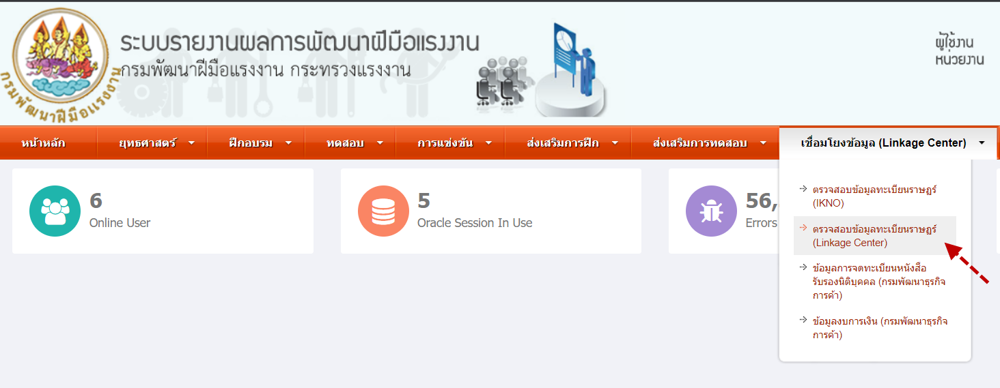 ระบบรายงานผลการพัฒนาฝีมือแรงงาน
กรมพัฒนาฝีมือแรงงาน กระทรวงแรงงาน
กรมพัฒนาฝีมือแรงงาน
ผู้ใช้งาน
หน่วยงาน
หน้าหลัก
ยุทธศาสตร์
ฝึกอบรม
ทดสอบ
การแข่งขัน
ส่งเสริมการฝึก
ส่งเสริมการทดสอบ
เชื่อมโยงข้อมูล (Linkage Center)
6
Online User
5
Oracle Session In Use
56,
Errors
ตรวจสอบข้อมูลทะเบียนราษฏร์
(IKNO)
ตรวจสอบข้อมูลทะเบียนราษฏร์
(Linkage Center)
ข้อมูลการจดทะเบียนหนังสือ
รับรองนิติบุคคล (กรมพัฒนาธุรกิจ
การค้า)
ข้อมูลงบการเงิน (กรมพัฒนาธุรกิจ
การค้า)